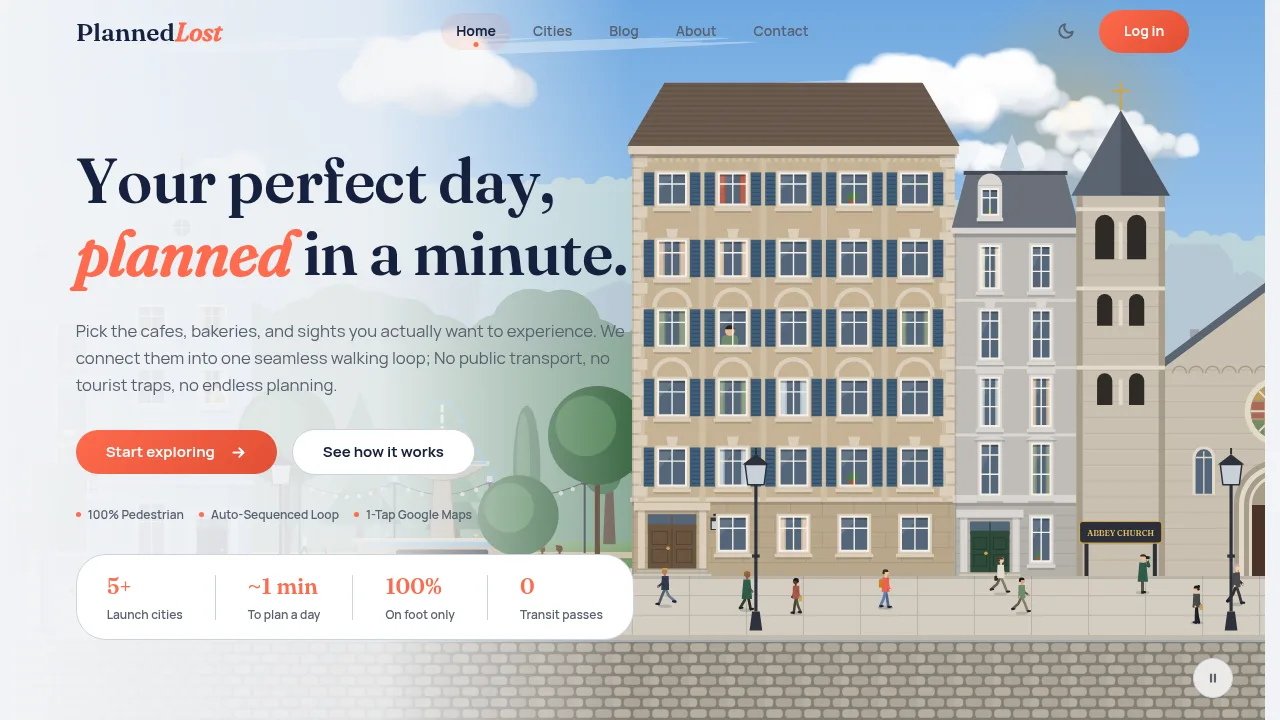 PlannedLost
Home
Cities
Blog
About
Contact
Log in
Your perfect day,
planned in a minute.
Pick the cafes, bakeries, and sights you actually want to experience. We
connect them into one seamless walking loop; No public transport, no
tourist traps, no endless planning.
Start exploring
See how it works
100% Pedestrian
Auto-Sequenced Loop
1-Tap Google Maps
5+
Launch cities
~1 min
To plan a day
100%
On foot only
0
Transit passes
ABBEY CHURCH